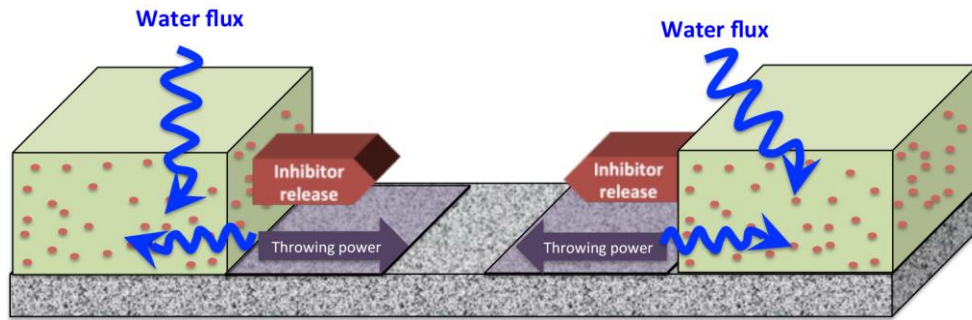 Water flux
Water flux
Inhibitor
release
Inhibitor
release
Throwing power
Throwing power